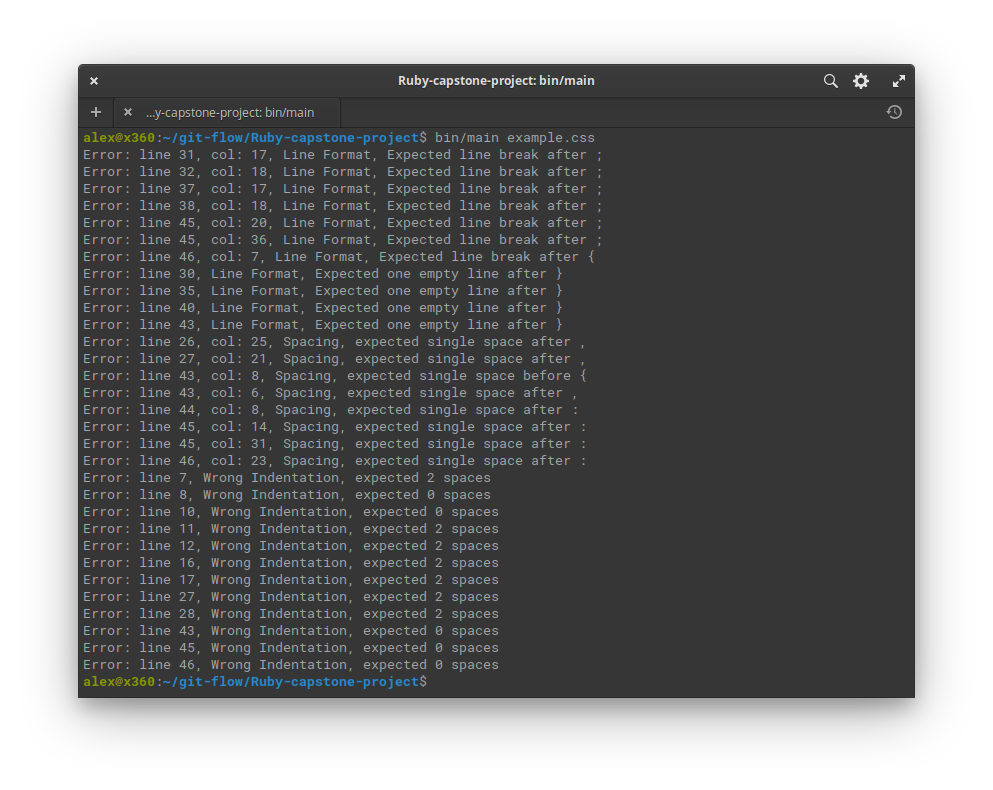 Ruby-capstone-project: bin/main
...y-capstone-project: bin/main
alex@x360:~/git-flow/Ruby-capstone-project$ bin/main example.css
Error: line 31, col: 17, Line Format, Expected line break after ;
Error: line 32, col: 18, Line Format, Expected line break after ;
Error: line 37, col: 17, Line Format, Expected line break after ;
Error: line 38, col: 18, Line Format, Expected line break after ;
Error: line 45, col: 20, Line Format, Expected line break after ;
Error: line 45, col: 36, Line Format, Expected line break after ;
Error: line 46, col: 7, Line Format, Expected line break after {
Error: line 30, Line Format, Expected one empty line after }
Error: line 35, Line Format, Expected one empty line after }
Error: line 40, Line Format, Expected one empty line after }
Error: line 43, Line Format, Expected one empty line after }
Error: line 26, col: 25, Spacing, expected single space after ,
Error: line 27, col: 21, Spacing, expected single space after ,
Error: line 43, col: 8, Spacing, expected single space before {
Error: line 43, col: 6, Spacing, expected single space after ,
Error: line 44, col: 8, Spacing, expected single space after :
Error: line 45, col: 14, Spacing, expected single space after :
Error: line 45, col: 31, Spacing, expected single space after :
Error: line 46, col: 23, Spacing, expected single space after :
Error: line 7, Wrong Indentation, expected 2 spaces
Error: line 8, Wrong Indentation, expected 0 spaces
Error: line 10, Wrong Indentation, expected 0 spaces
Error: line 11, Wrong Indentation, expected 2 spaces
Error: line 12, Wrong Indentation, expected 2 spaces
Error: line 16, Wrong Indentation, expected 2 spaces
Error: line 17, Wrong Indentation, expected 2 spaces
Error: line 27, Wrong Indentation, expected 2 spaces
Error: line 28, Wrong Indentation, expected 2 spaces
Error: line 43, Wrong Indentation, expected 0 spaces
Error: line 45, Wrong Indentation, expected 0 spaces
Error: line 46, Wrong Indentation, expected 0 spaces
alex@x360:~/git-flow/Ruby-capstone-project$